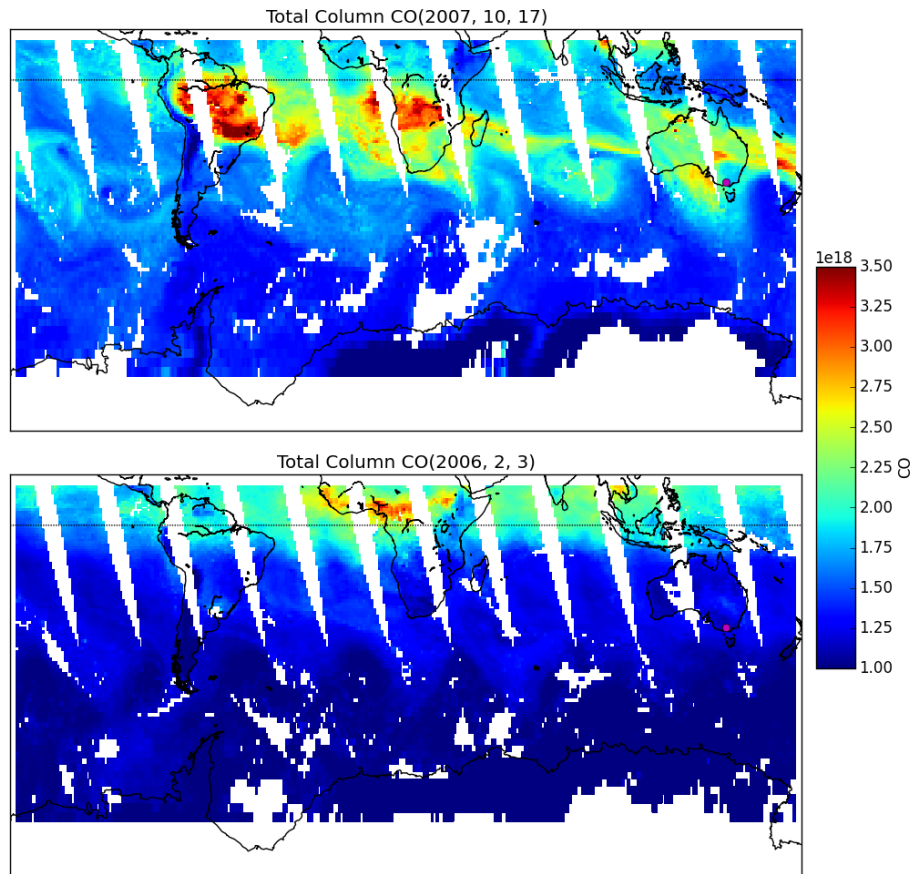 Total Column CO(2007, 10, 17)
1e18
3.50
3.25
3.00
2.75
2.50
2.25
2.00
1.75
1.50
1.25
1.00
CO
Total Column CO(2006, 2, 3)